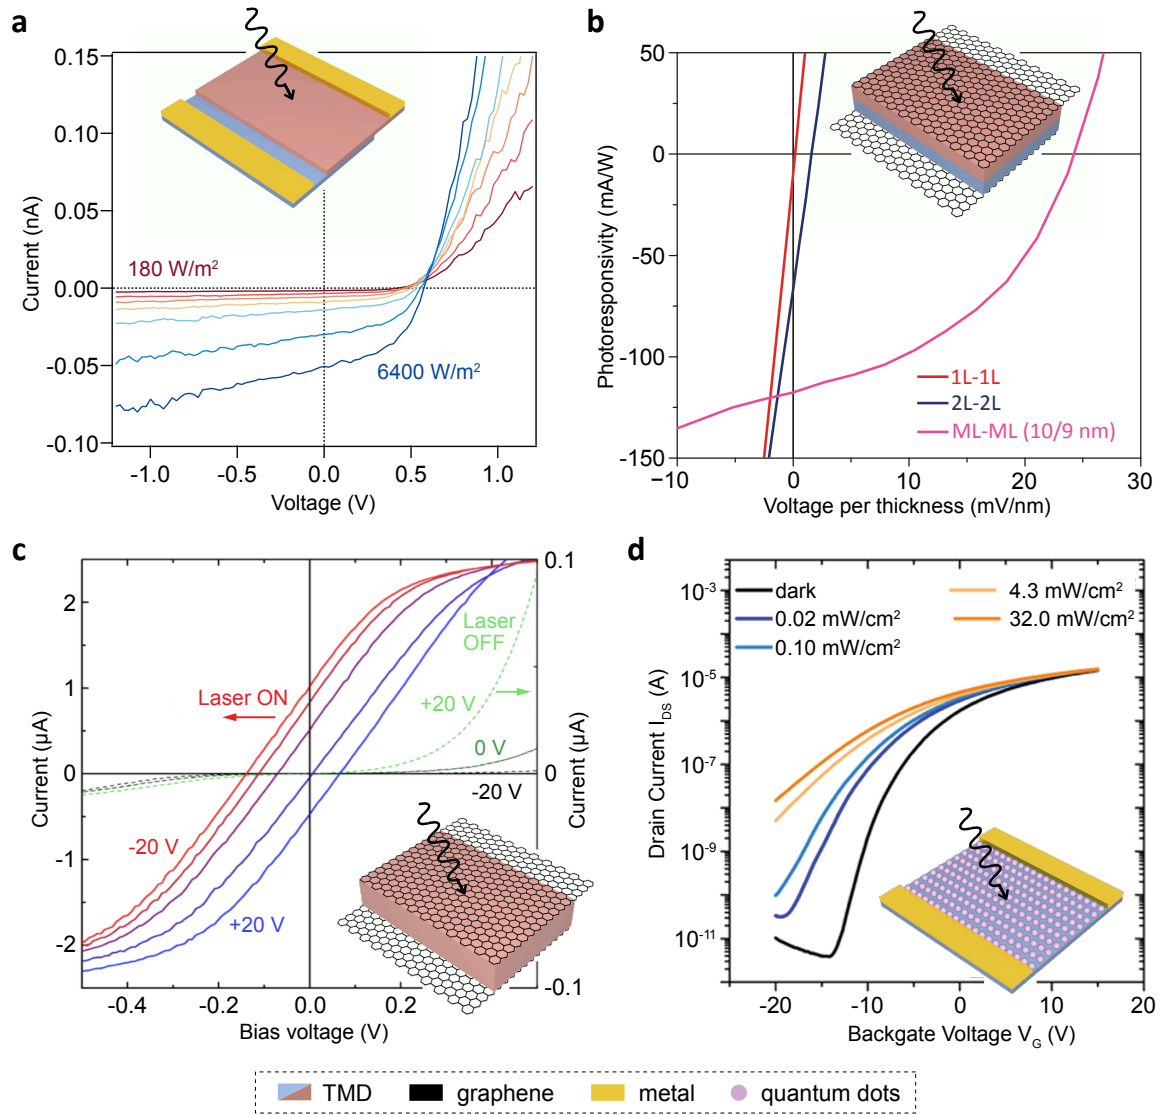 a
0.15
0.10
0.05
0.00
-0.05
-0.10
Current (nA)
180 W/m²
6400 W/m²
-1.0
-0.5
0.0
0.5
1.0
Voltage (V)
b
50
0
-50
-100
-150
Photoresponsivity (mA/W)
1L-1L
2L-2L
ML-ML (10/9 nm)
−10
0
10
20
30
Voltage per thickness (mV/nm)
c
2
1
0
-1
-2
Current (µA)
0.1
0
-0.1
Current (µA)
Laser ON
Laser
OFF
+20 V
0 V
-20 V
-20 V
+20 V
-0.4
-0.2
0.0
0.2
Bias voltage (V)
d
10⁻³
10⁻⁵
10⁻⁷
10⁻⁹
10⁻¹¹
Drain Current I_DS (A)
dark
0.02 mW/cm²
0.10 mW/cm²
4.3 mW/cm²
32.0 mW/cm²
-20
-10
0
10
20
Backgate Voltage V_G (V)
TMD graphene metal quantum dots